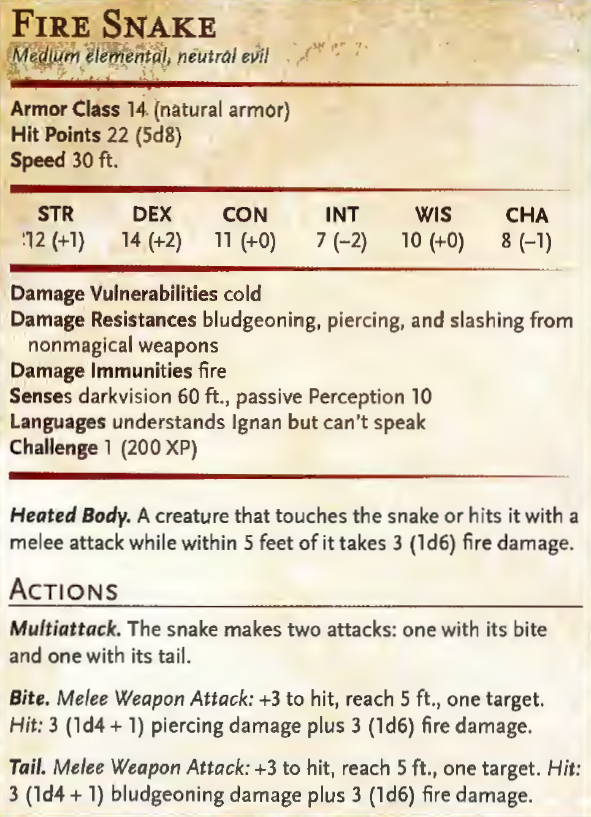 FIRE SNAKE
Medium elemental, neutral evil
Armor Class 14 (natural armor)
Hit Points 22 (5d8)
Speed 30 ft.
STR DEX CON INT WIS CHA
12 (+1) 14 (+2) 11 (+0) 7 (–2) 10 (+0) 8 (–1)
Damage Vulnerabilities cold
Damage Resistances bludgeoning, piercing, and slashing from
nonmagical weapons
Damage Immunities fire
Senses darkvision 60 ft., passive Perception 10
Languages understands Ignan but can't speak
Challenge 1 (200 XP)
Heated Body. A creature that touches the snake or hits it with a
melee attack while within 5 feet of it takes 3 (1d6) fire damage.
ACTIONS
Multiattack. The snake makes two attacks: one with its bite
and one with its tail.
Bite. Melee Weapon Attack: +3 to hit, reach 5 ft., one target.
Hit: 3 (1d4 + 1) piercing damage plus 3 (1d6) fire damage.
Tail. Melee Weapon Attack: +3 to hit, reach 5 ft., one target. Hit:
3 (1d4 + 1) bludgeoning damage plus 3 (1d6) fire damage.